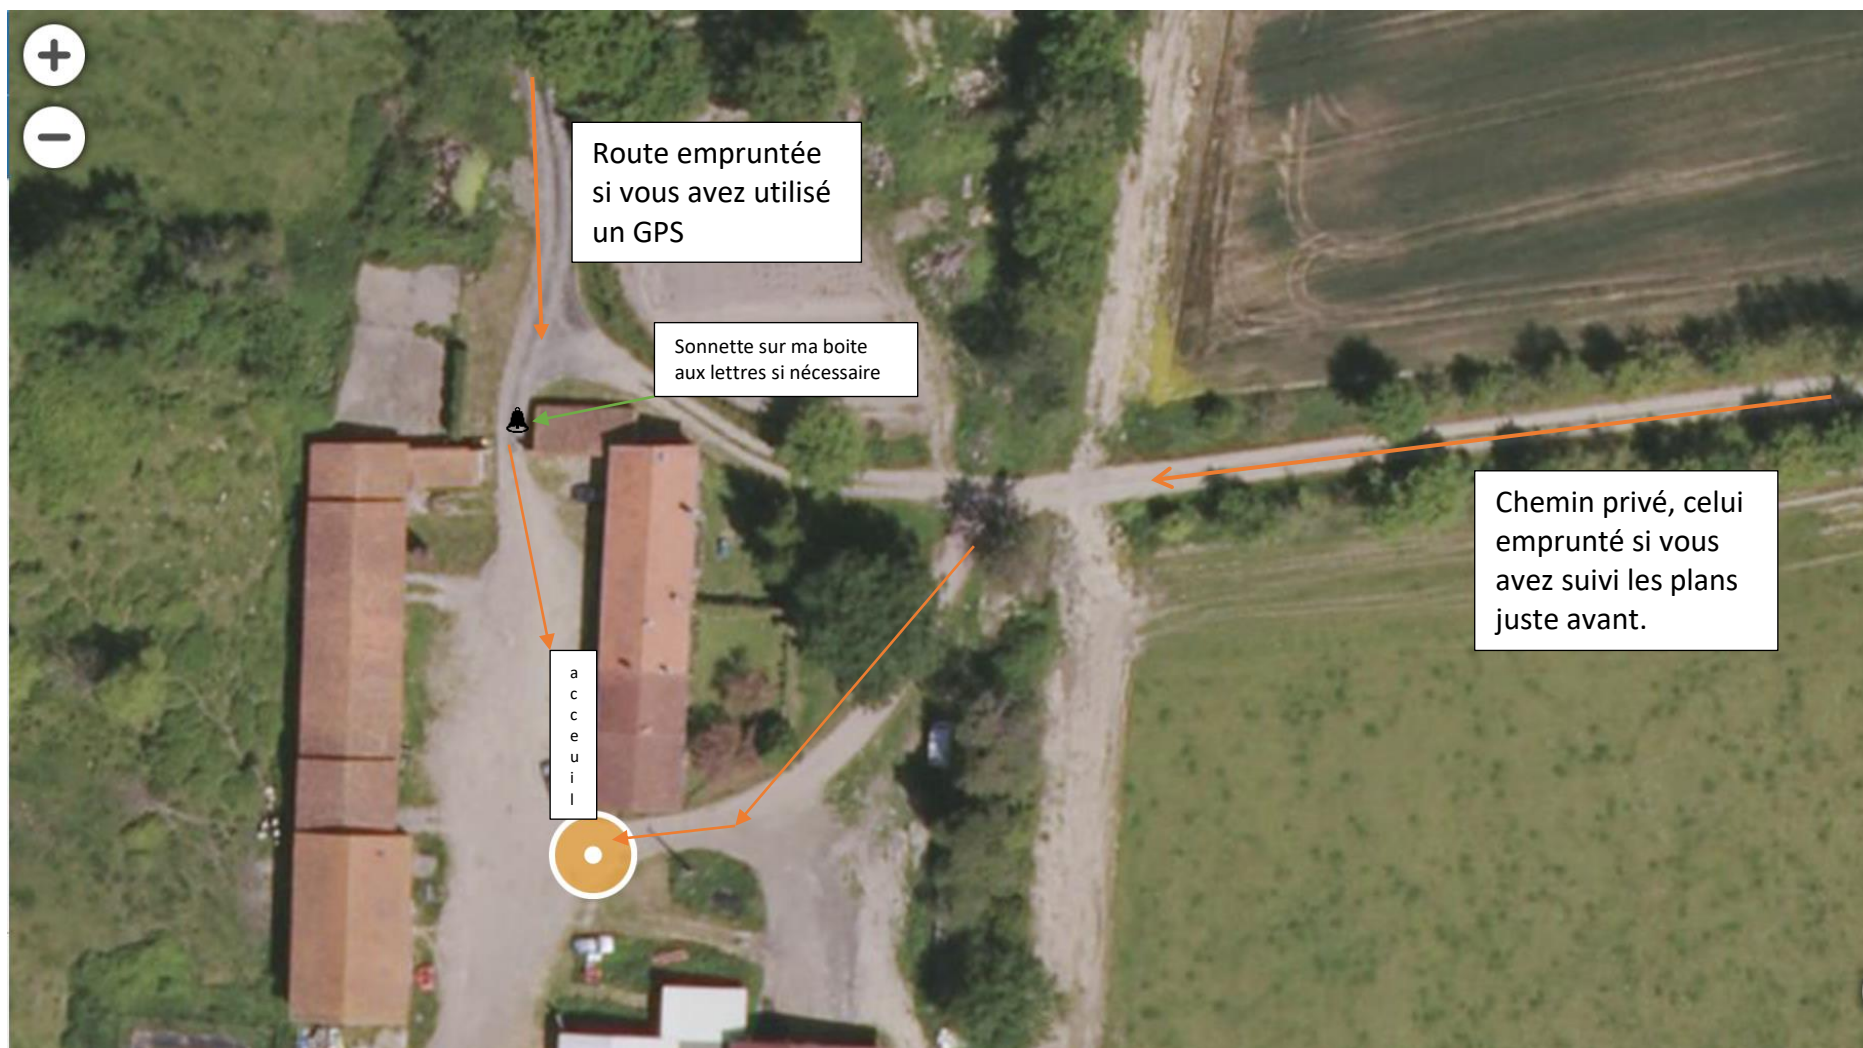 Route empruntée
si vous avez utilisé
un GPS
Sonnette sur ma boite
aux lettres si nécessaire
Chemin privé, celui
emprunté si vous
avez suivi les plans
juste avant.
a
c
c
e
u
i
l